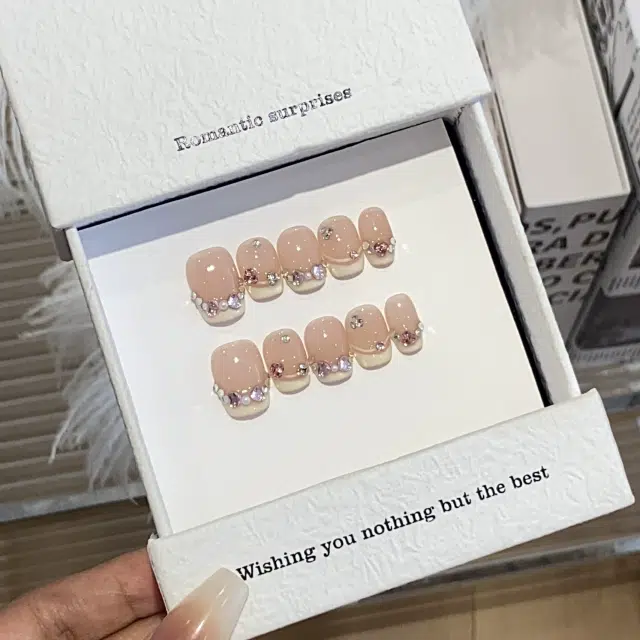 Romantic surprises
Wishing you nothing but the best